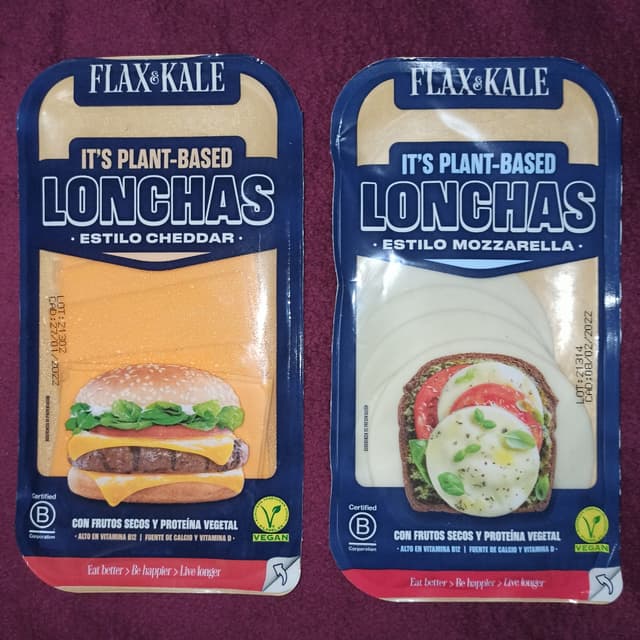 FLAX & KALE
IT'S PLANT-BASED
LONCHAS
· ESTILO CHEDDAR ·
LOT:21302
CAD:27/01/2022
Certified
B
Corporation
CON FRUTOS SECOS Y PROTEÍNA VEGETAL
· ALTO EN VITAMINA B12 | FUENTE DE CALCIO Y VITAMINA D ·
VEGAN
Eat better > Be happier > Live longer
FLAX & KALE
IT'S PLANT-BASED
LONCHAS
· ESTILO MOZZARELLA ·
LOT:21314
CAD:08/02/2022
Certified
B
Corporation
CON FRUTOS SECOS Y PROTEÍNA VEGETAL
· ALTO EN VITAMINA B12 | FUENTE DE CALCIO Y VITAMINA D ·
VEGAN
Eat better > Be happier > Live longer